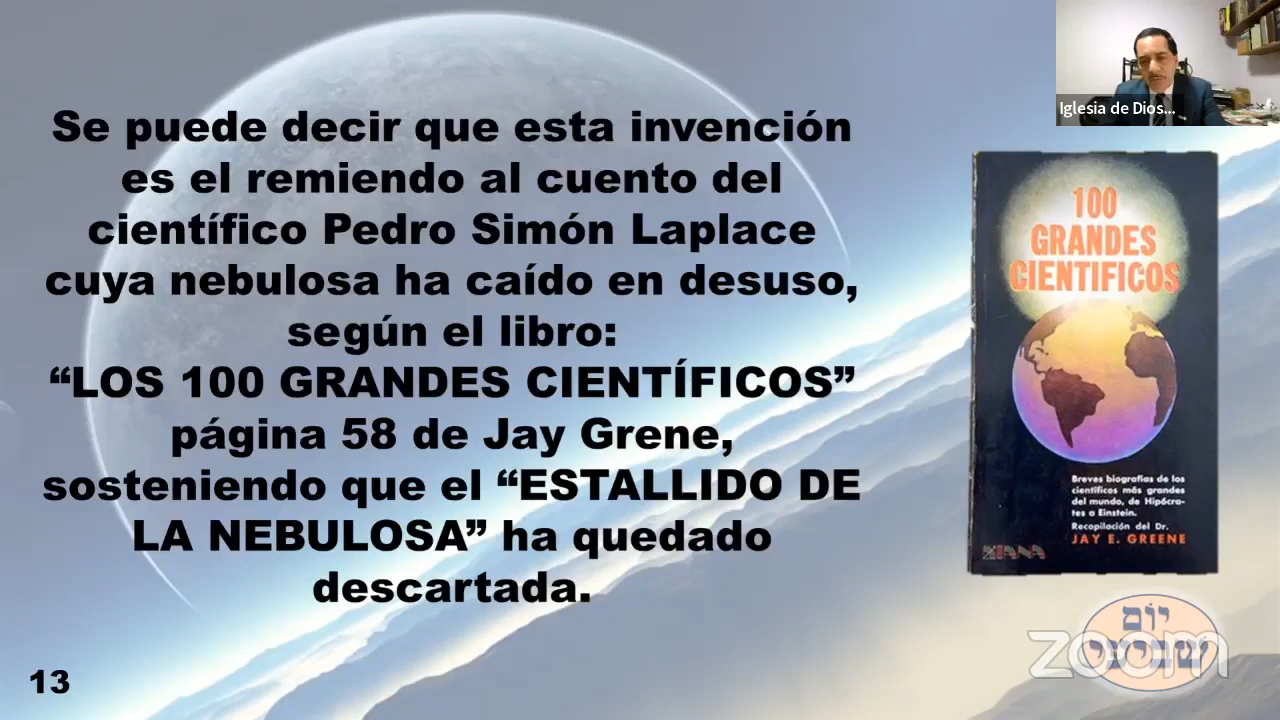 Se puede decir que esta invención
es el remiendo al cuento del
científico Pedro Simón Laplace
cuya nebulosa ha caído en desuso,
según el libro:
“LOS 100 GRANDES CIENTÍFICOS”
página 58 de Jay Grene,
sosteniendo que el “ESTALLIDO DE
LA NEBULOSA” ha quedado
descartada.
13
Iglesia de Dios...
100
GRANDES
CIENTIFICOS
Breves biografías de los
científicos más grandes
del mundo, de Hipócra-
tes a Einstein.
Recopilación del Dr.
JAY E. GREENE
יום
שביעי
zoom